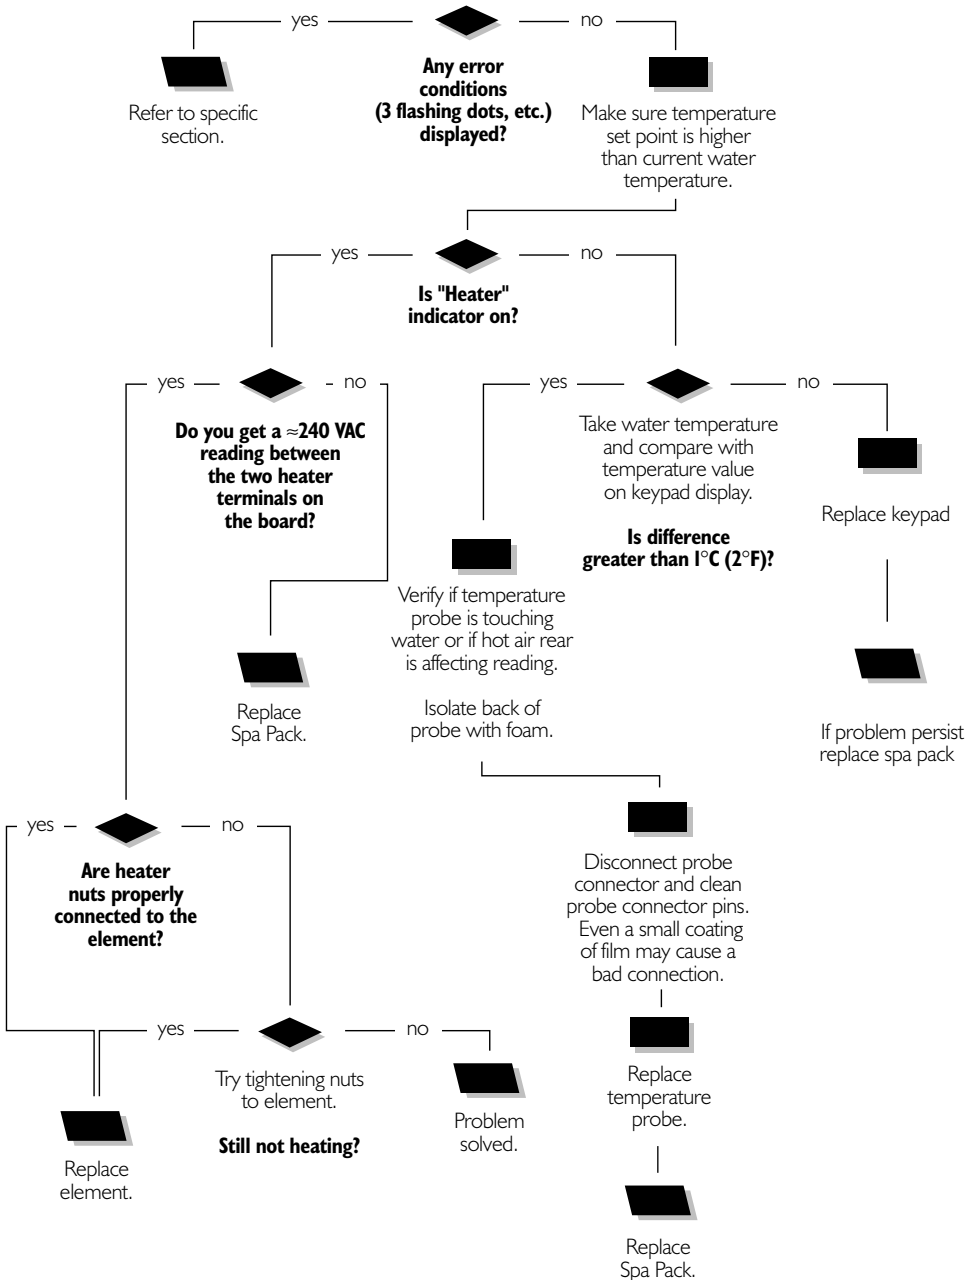 yes
no
Any error
conditions
(3 flashing dots, etc.)
displayed?
Refer to specific
section.
Make sure temperature
set point is higher
than current water
temperature.
yes
no
Is "Heater"
indicator on?
yes
no
Do you get a ≈240 VAC
reading between
the two heater
terminals on
the board?
yes
no
Take water temperature
and compare with
temperature value
on keypad display.
Is difference
greater than 1°C (2°F)?
Replace keypad
Verify if temperature
probe is touching
water or if hot air rear
is affecting reading.
Isolate back of
probe with foam.
Replace
Spa Pack.
If problem persist
replace spa pack
yes
no
Are heater
nuts properly
connected to the
element?
Disconnect probe
connector and clean
probe connector pins.
Even a small coating
of film may cause a
bad connection.
yes
no
Try tightening nuts
to element.
Still not heating?
Problem
solved.
Replace
temperature
probe.
Replace
element.
Replace
Spa Pack.